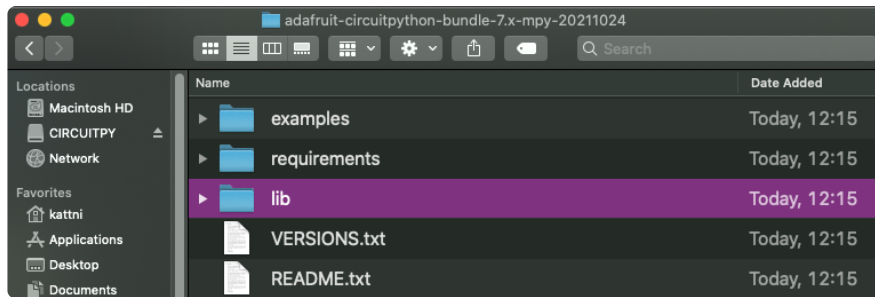 adafruit-circuitpython-bundle-7.x-mpy-20211024
Search
Locations
Macintosh HD
CIRCUITPY
Network
Favorites
kattni
Applications
Desktop
Documents
Name Date Added
examples Today, 12:15
requirements Today, 12:15
lib Today, 12:15
VERSIONS.txt Today, 12:15
README.txt Today, 12:15